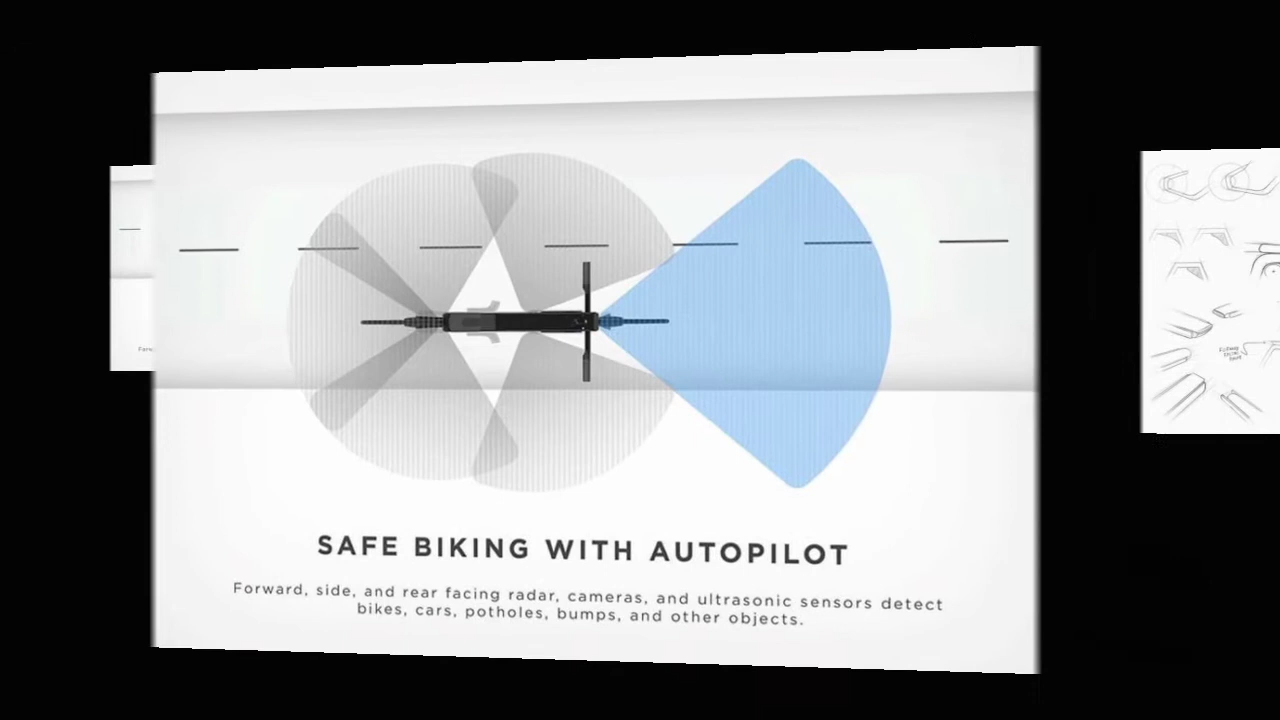 SAFE BIKING WITH AUTOPILOT
Forward, side, and rear facing radar, cameras, and ultrasonic sensors detect
bikes, cars, potholes, bumps, and other objects.